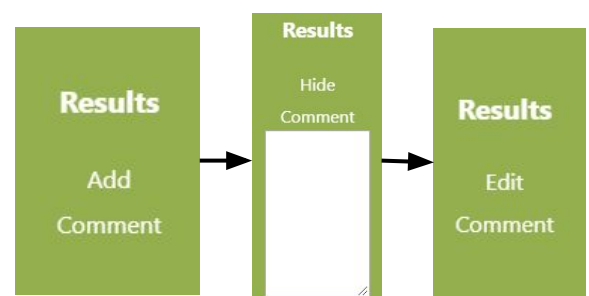 Results
Add
Comment
Results
Hide
Comment
Results
Edit
Comment